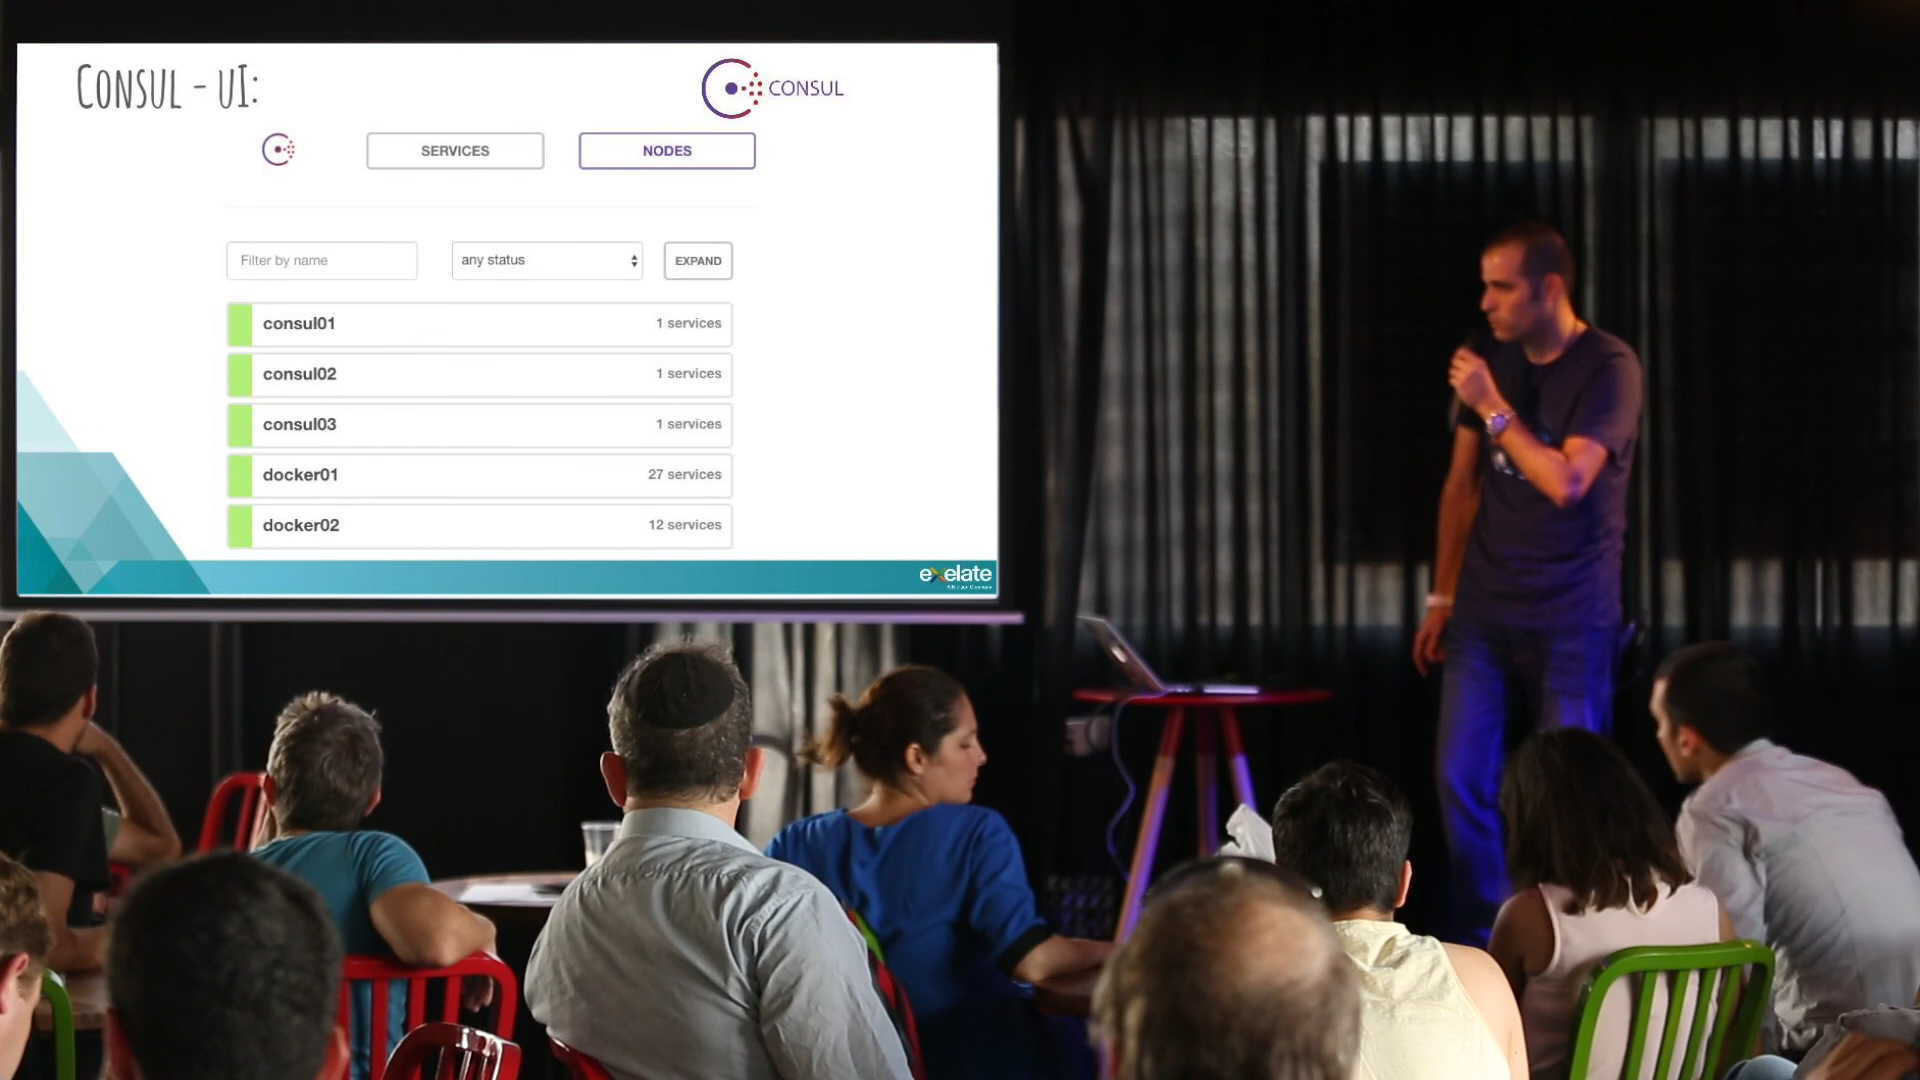 Consul - UI:
CONSUL
SERVICES NODES
Filter by name any status EXPAND
consul01 1 services
consul02 1 services
consul03 1 services
docker01 27 services
docker02 12 services
eXelate